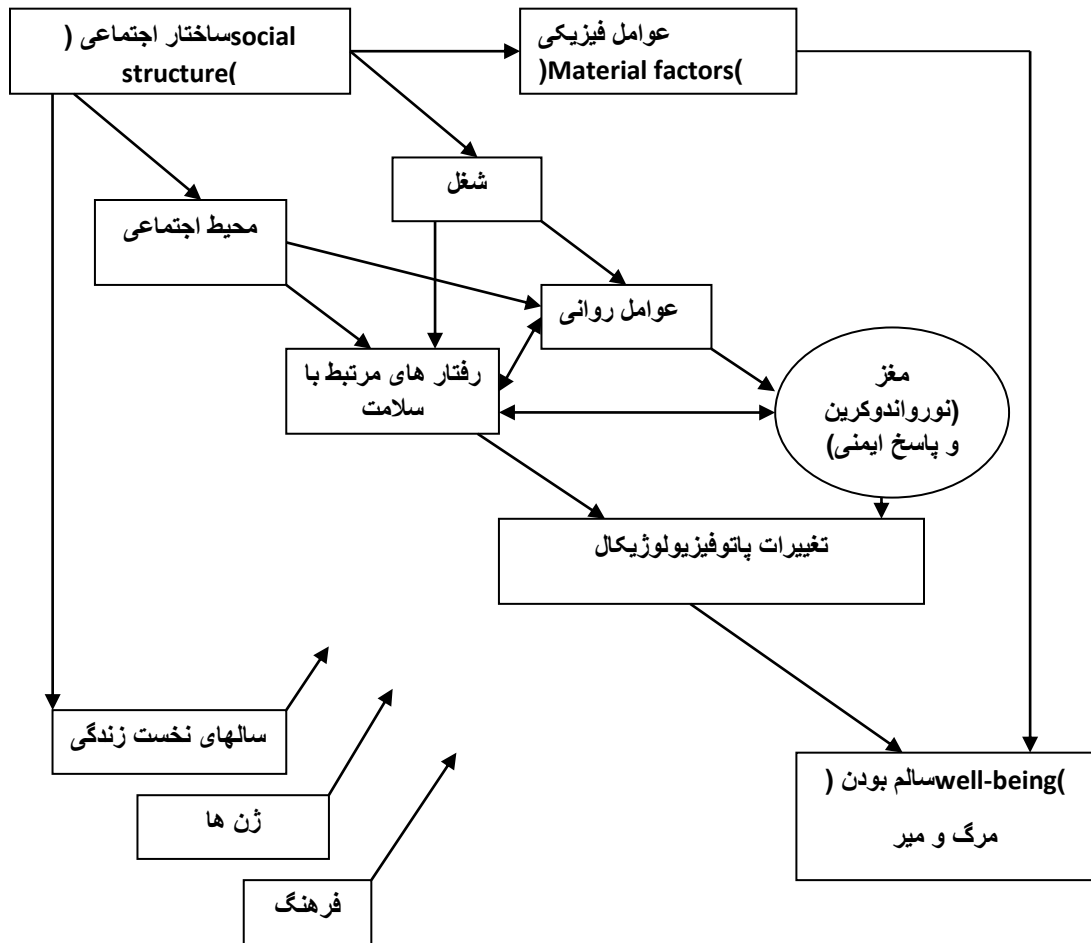 ساختار اجتماعی (social
structure)
عوامل فیزیکی
(Material factors)
شغل
محیط اجتماعی
عوامل روانی
رفتار های مرتبط با
سلامت
مغز
(نورواندوکرین
و پاسخ ایمنی)
تغییرات پاتوفیزیولوژیکال
سالهای نخست زندگی
ژن ها
فرهنگ
سالم بودن (well-being)
مرگ و میر